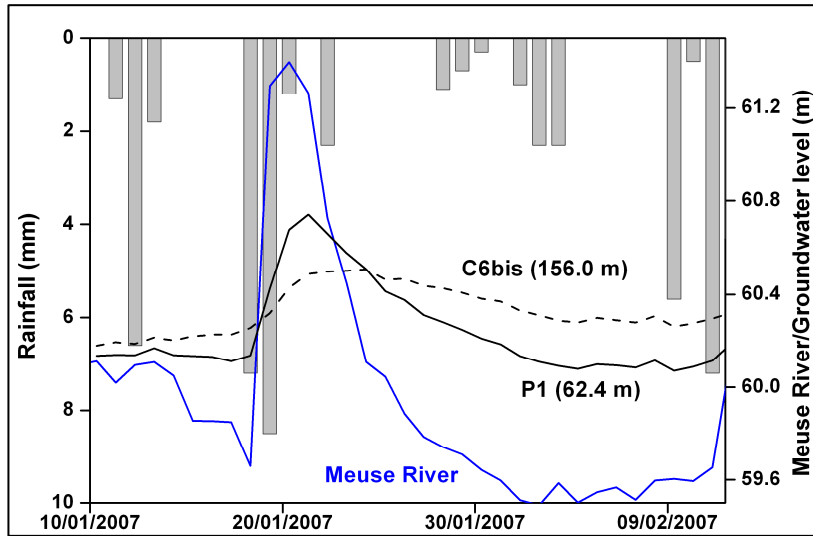 Rainfall (mm)
0
2
4
6
8
10
Meuse River/Groundwater level (m)
61.2
60.8
60.4
60.0
59.6
C6bis (156.0 m)
P1 (62.4 m)
Meuse River
10/01/2007 20/01/2007 30/01/2007 09/02/2007